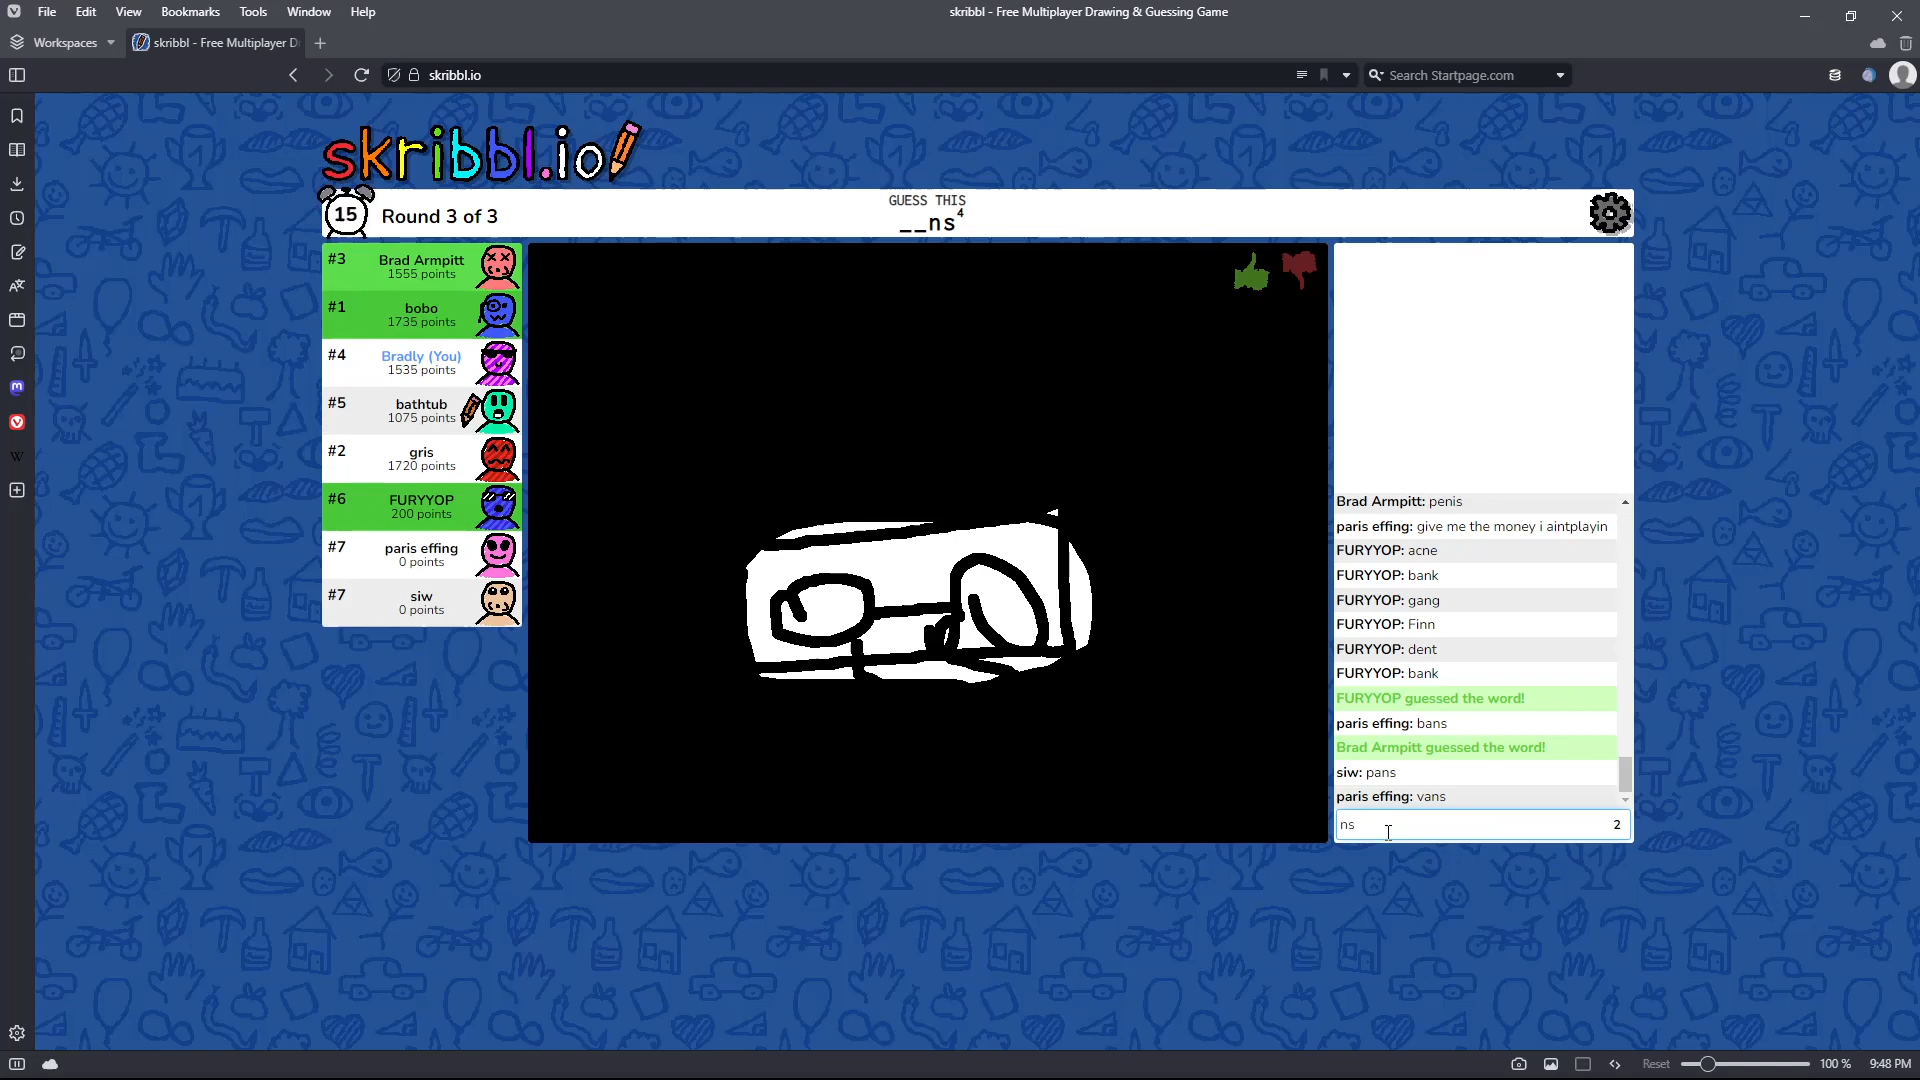 File Edit View Bookmarks Tools Window Help
skribbl - Free Multiplayer Drawing & Guessing Game
Workspaces
skribbl - Free Multiplayer D
skribbl.io
Search Startpage.com
skribbl.io
15
Round 3 of 3
GUESS THIS
__ns 4
#3 Brad Armpitt
1555 points
#1 bobo
1735 points
#4 Bradly (You)
1535 points
#5 bathtub
1075 points
#2 gris
1720 points
#6 FURYYOP
200 points
#7 paris effing
0 points
#7 siw
0 points
Brad Armpitt: penis
paris effing: give me the money i aintplayin
FURYYOP: acne
FURYYOP: bank
FURYYOP: gang
FURYYOP: Finn
FURYYOP: dent
FURYYOP: bank
FURYYOP guessed the word!
paris effing: bans
Brad Armpitt guessed the word!
siw: pans
paris effing: vans
ns 2
Reset 100 % 9:48 PM